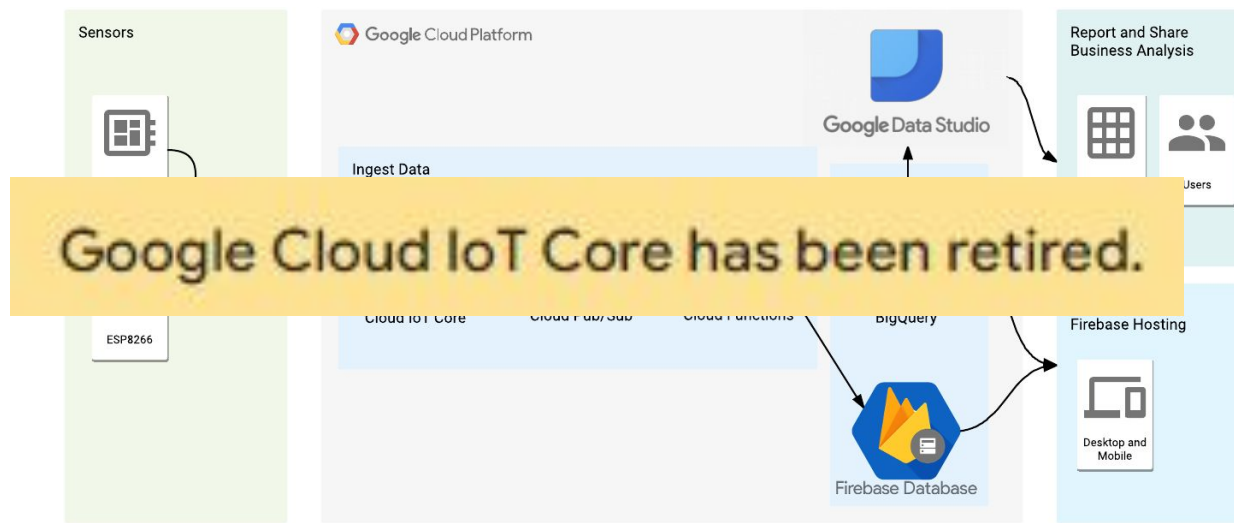 Sensors
Google Cloud Platform
Report and Share
Business Analysis
Google Data Studio
Ingest Data
Users
Google Cloud IoT Core has been retired.
Cloud IoT Core
Cloud Pub/Sub
Cloud Functions
BigQuery
ESP8266
Firebase Hosting
Desktop and
Mobile
Firebase Database